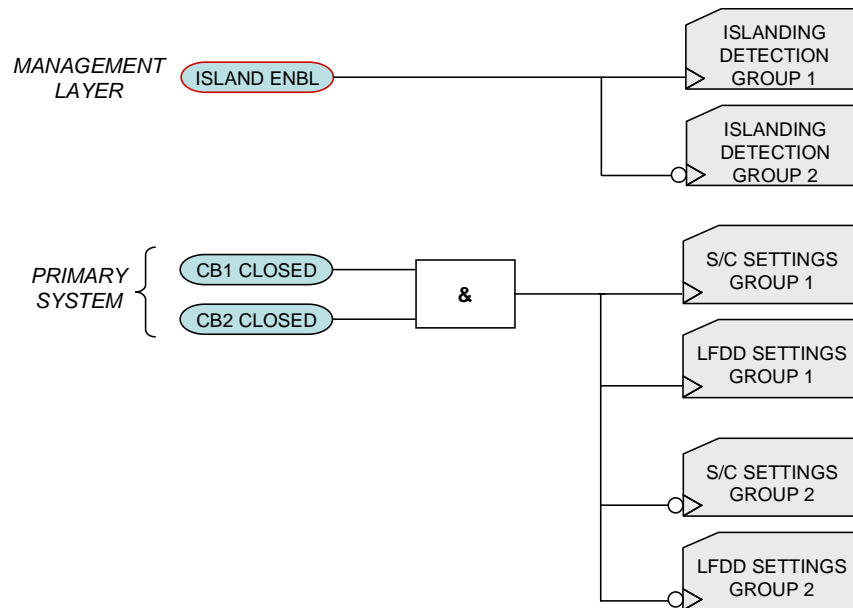 MANAGEMENT
LAYER
ISLAND ENBL
ISLANDING
DETECTION
GROUP 1
ISLANDING
DETECTION
GROUP 2
PRIMARY
SYSTEM
CB1 CLOSED
CB2 CLOSED
&
S/C SETTINGS
GROUP 1
LFDD SETTINGS
GROUP 1
S/C SETTINGS
GROUP 2
LFDD SETTINGS
GROUP 2